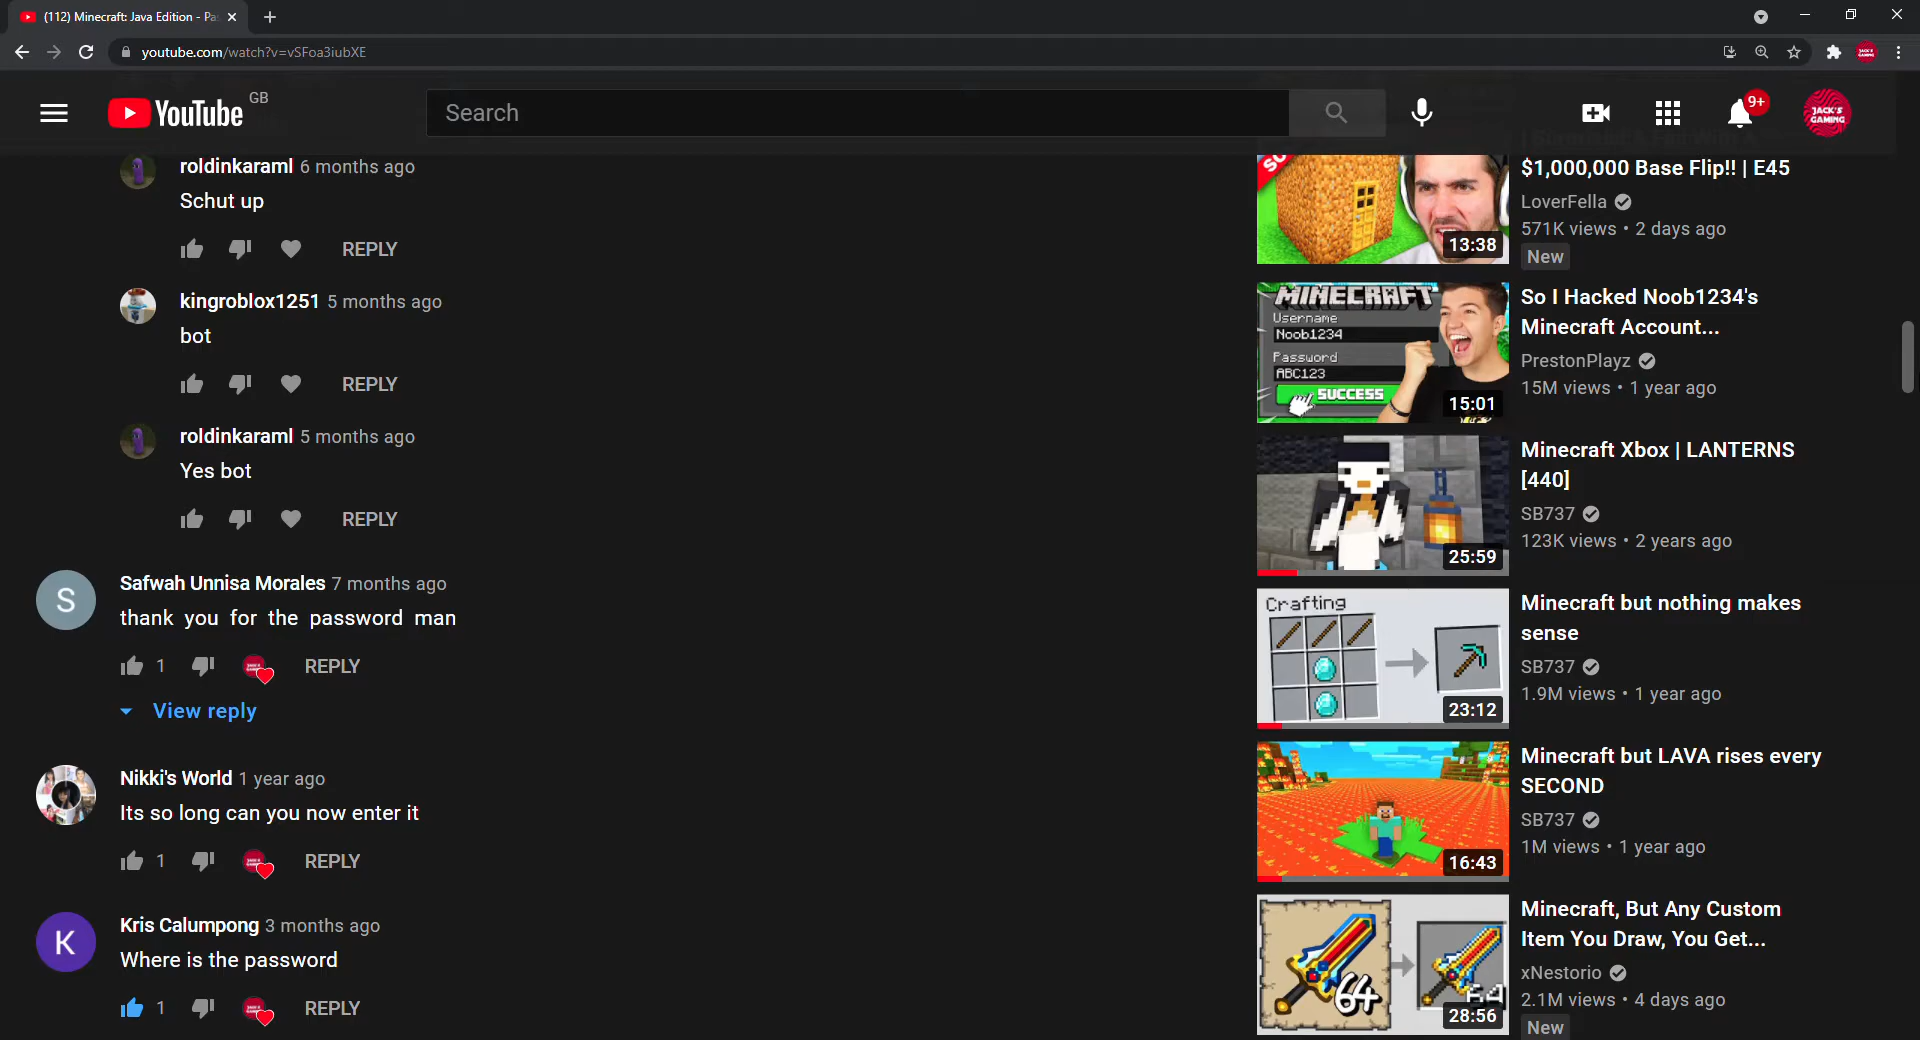 (112) Minecraft: Java Edition - Pa
youtube.com/watch?v=vSFoa3iubXE
YouTube GB
Search
9+
JACK'S GAMING
roldinkaraml 6 months ago
Schut up
REPLY
kingroblox1251 5 months ago
bot
REPLY
roldinkaraml 5 months ago
Yes bot
REPLY
S
Safwah Unnisa Morales 7 months ago
thank you for the password man
1 REPLY
View reply
Nikki's World 1 year ago
Its so long can you now enter it
1 REPLY
K
Kris Calumpong 3 months ago
Where is the password
1 REPLY
13:38
$1,000,000 Base Flip!! | E45
LoverFella
571K views • 2 days ago
New
MINECRAFT
Username
Noob1234
Password
ABC123
SUCCESS
15:01
So I Hacked Noob1234's
Minecraft Account...
PrestonPlayz
15M views • 1 year ago
25:59
Minecraft Xbox | LANTERNS
[440]
SB737
123K views • 2 years ago
Crafting
23:12
Minecraft but nothing makes
sense
SB737
1.9M views • 1 year ago
16:43
Minecraft but LAVA rises every
SECOND
SB737
1M views • 1 year ago
64
64
28:56
Minecraft, But Any Custom
Item You Draw, You Get...
xNestorio
2.1M views • 4 days ago
New